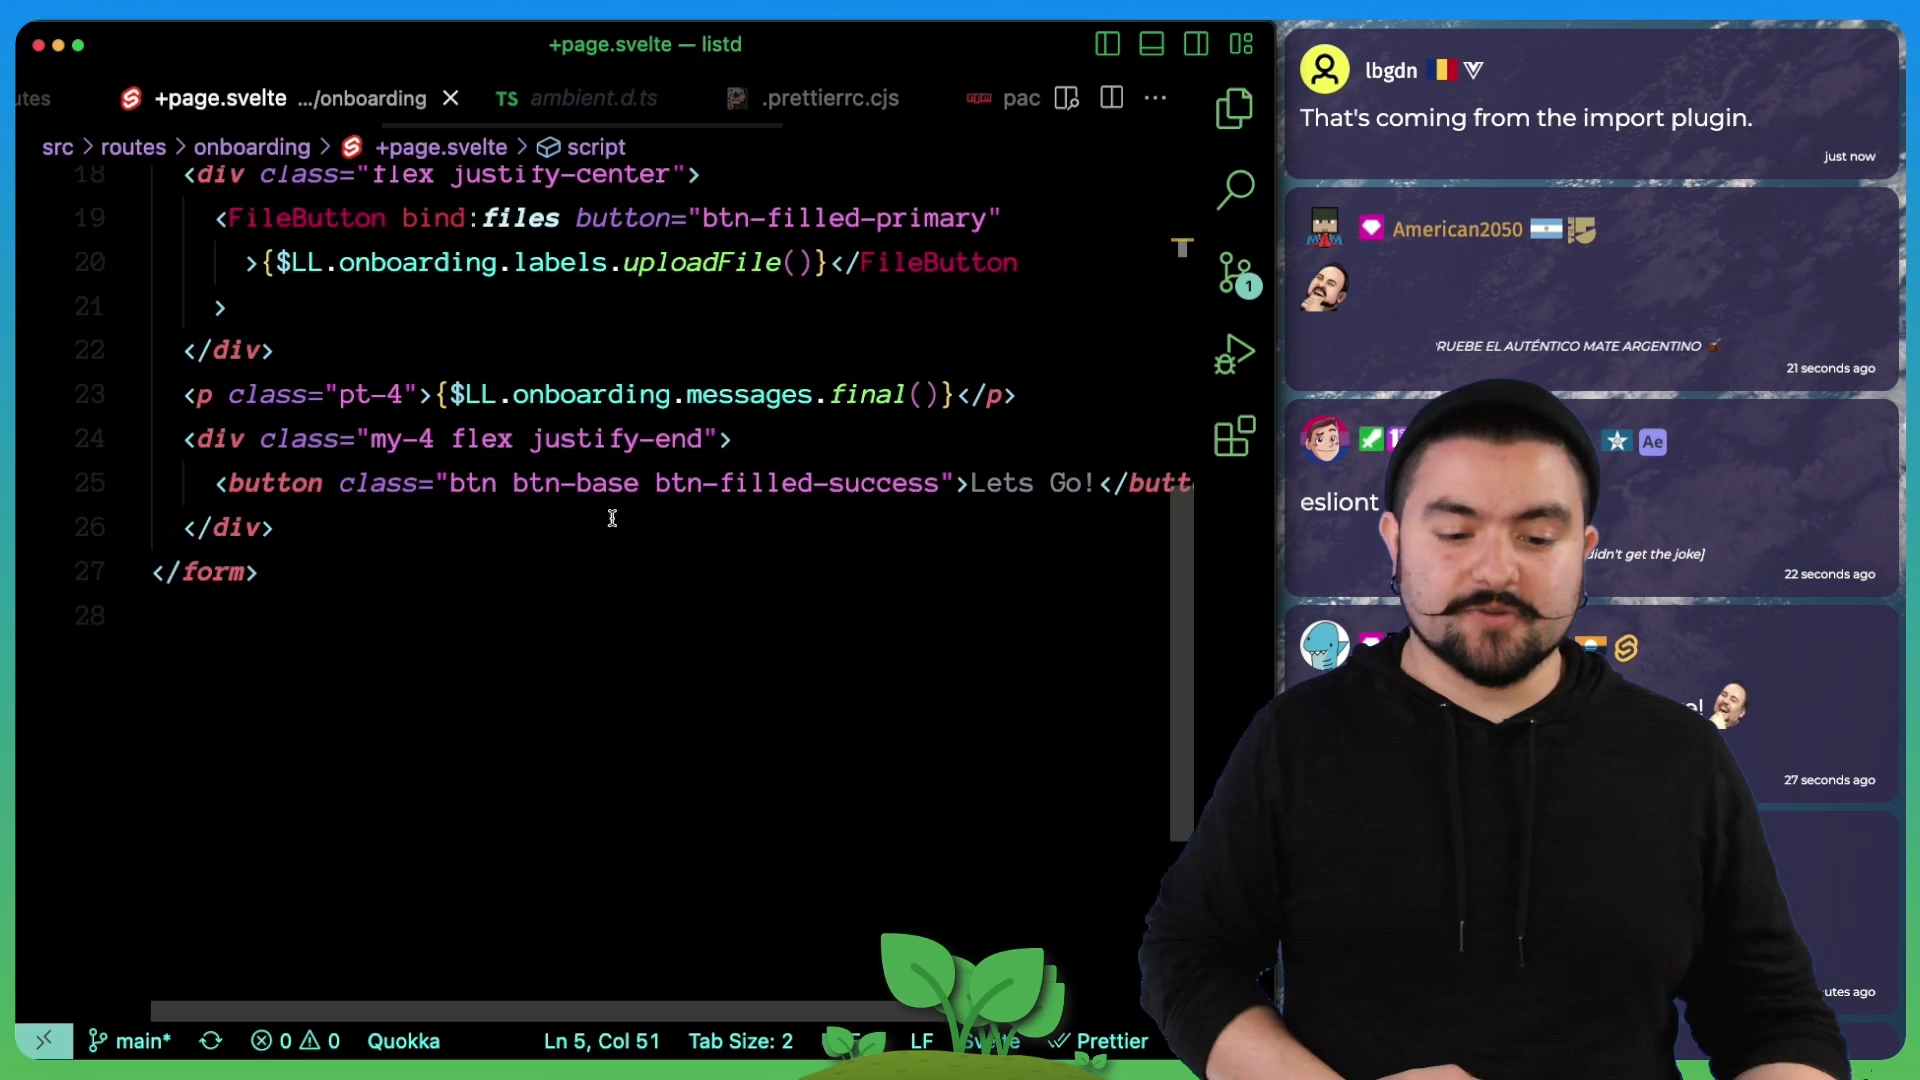 +page.svelte — listd
utes
+page.svelte .../onboarding
TS ambient.d.ts
.prettierrc.cjs
pac
src > routes > onboarding > +page.svelte > script
18 <div class="flex justify-center">
19 <FileButton bind:files button="btn-filled-primary"
20 >{$LL.onboarding.labels.uploadFile()}</FileButton
21 >
22 </div>
23 <p class="pt-4">{$LL.onboarding.messages.final()}</p>
24 <div class="my-4 flex justify-end">
25 <button class="btn btn-base btn-filled-success">Lets Go!</butt
26 </div>
27 </form>
28
1
main* 0 0 Quokka Ln 5, Col 51 Tab Size: 2 LF Svelte Prettier
lbgdn
That's coming from the import plugin.
just now
MAM
American2050
RUEBE EL AUTÉNTICO MATE ARGENTINO
21 seconds ago
Ae
esliont
didn't get the joke]
22 seconds ago
e!
27 seconds ago
utes ago